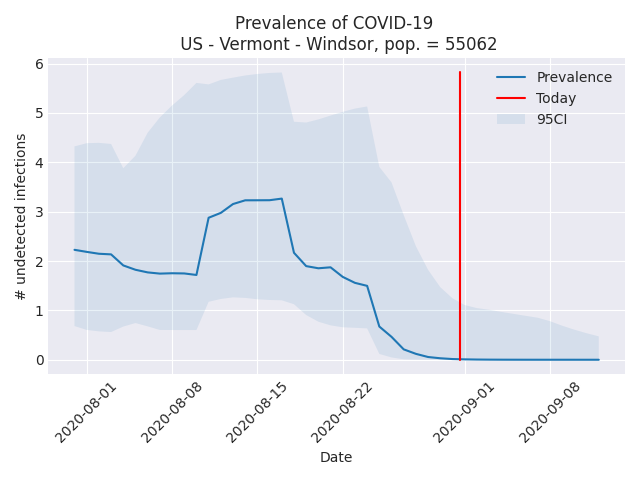 Prevalence of COVID-19
US - Vermont - Windsor, pop. = 55062
6
5
4
3
2
1
0
# undetected infections
Prevalence
Today
95CI
2020-08-01
2020-08-08
2020-08-15
2020-08-22
2020-09-01
2020-09-08
Date